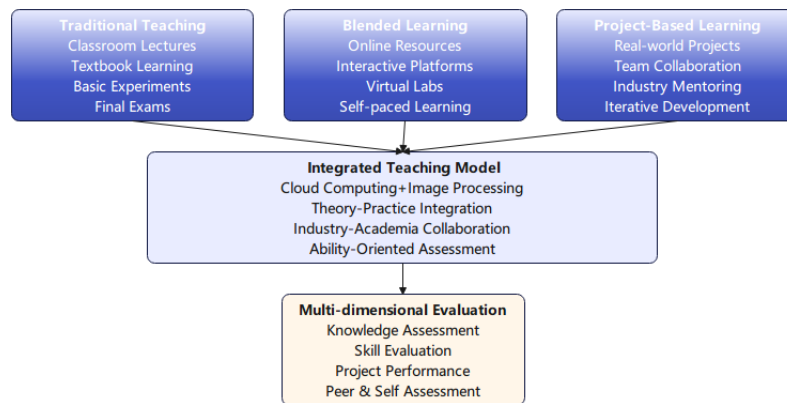 Traditional Teaching
Classroom Lectures
Textbook Learning
Basic Experiments
Final Exams
Blended Learning
Online Resources
Interactive Platforms
Virtual Labs
Self-paced Learning
Project-Based Learning
Real-world Projects
Team Collaboration
Industry Mentoring
Iterative Development
Integrated Teaching Model
Cloud Computing+Image Processing
Theory-Practice Integration
Industry-Academia Collaboration
Ability-Oriented Assessment
Multi-dimensional Evaluation
Knowledge Assessment
Skill Evaluation
Project Performance
Peer & Self Assessment